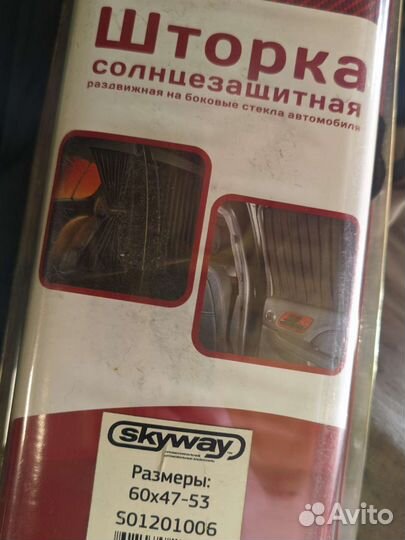 Шторка
солнцезащитная
раздвижная на боковые стекла автомобиля
skyway
Размеры:
60х47-53
S01201006
Avito